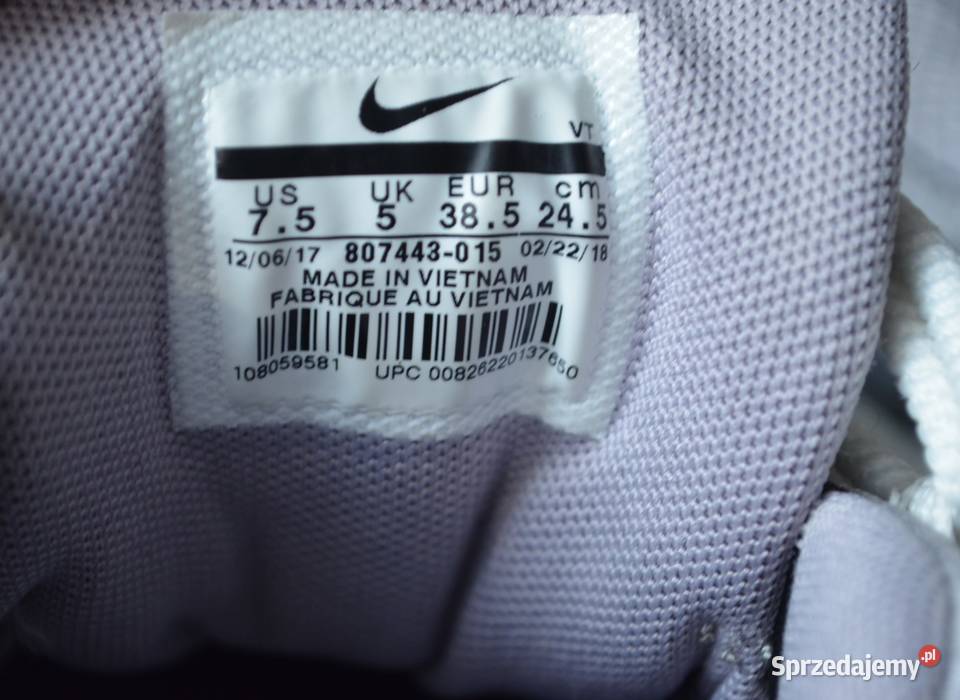 VT
US UK EUR cm
7.5 5 38.5 24.5
12/06/17 807443-015 02/22/18
MADE IN VIETNAM
FABRIQUE AU VIETNAM
108059581 UPC 00826220137650
Sprzedajemy.pl